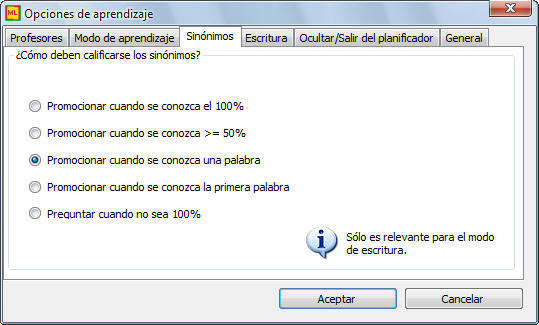 ML Opciones de aprendizaje
Profesores Modo de aprendizaje Sinónimos Escritura Ocultar/Salir del planificador General
¿Cómo deben calificarse los sinónimos?
Promocionar cuando se conozca el 100%
Promocionar cuando se conozca >= 50%
Promocionar cuando se conozca una palabra
Promocionar cuando se conozca la primera palabra
Preguntar cuando no sea 100%
Sólo es relevante para el modo
de escritura.
Aceptar Cancelar